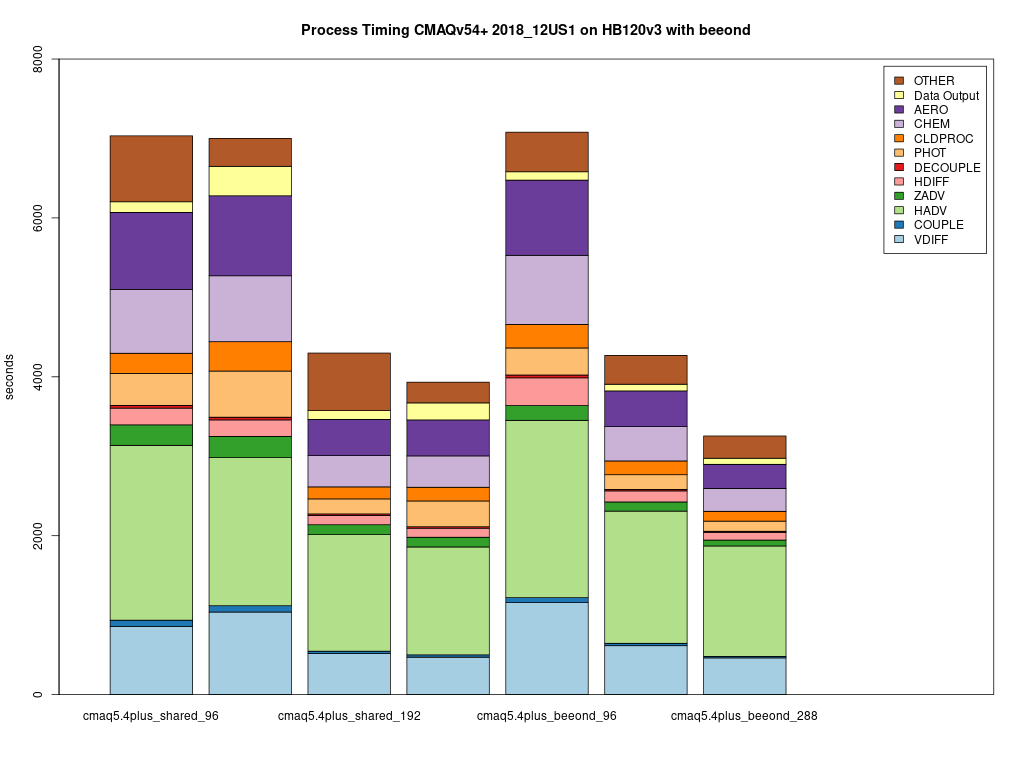 Process Timing CMAQv54+ 2018_12US1 on HB120v3 with beeond
8000
6000
4000
2000
0
seconds
OTHER
Data Output
AERO
CHEM
CLDPROC
PHOT
DECOUPLE
HDIFF
ZADV
HADV
COUPLE
VDIFF
cmaq5.4plus_shared_96
cmaq5.4plus_shared_192
cmaq5.4plus_beeond_96
cmaq5.4plus_beeond_288